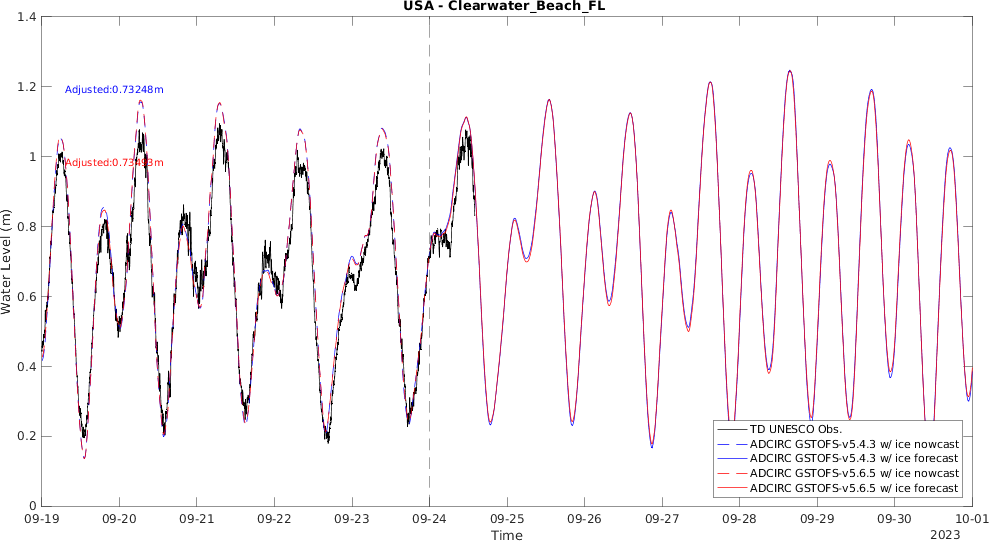 USA - Clearwater_Beach_FL
1.4
1.2
1
0.8
0.6
0.4
0.2
0
Water Level (m)
Adjusted:0.73248m
Adjusted:0.73493m
TD UNESCO Obs.
ADCIRC GSTOFS-v5.4.3 w/ ice nowcast
ADCIRC GSTOFS-v5.4.3 w/ ice forecast
ADCIRC GSTOFS-v5.6.5 w/ ice nowcast
ADCIRC GSTOFS-v5.6.5 w/ ice forecast
09-19 09-20 09-21 09-22 09-23 09-24 09-25 09-26 09-27 09-28 09-29 09-30 10-01
Time
2023